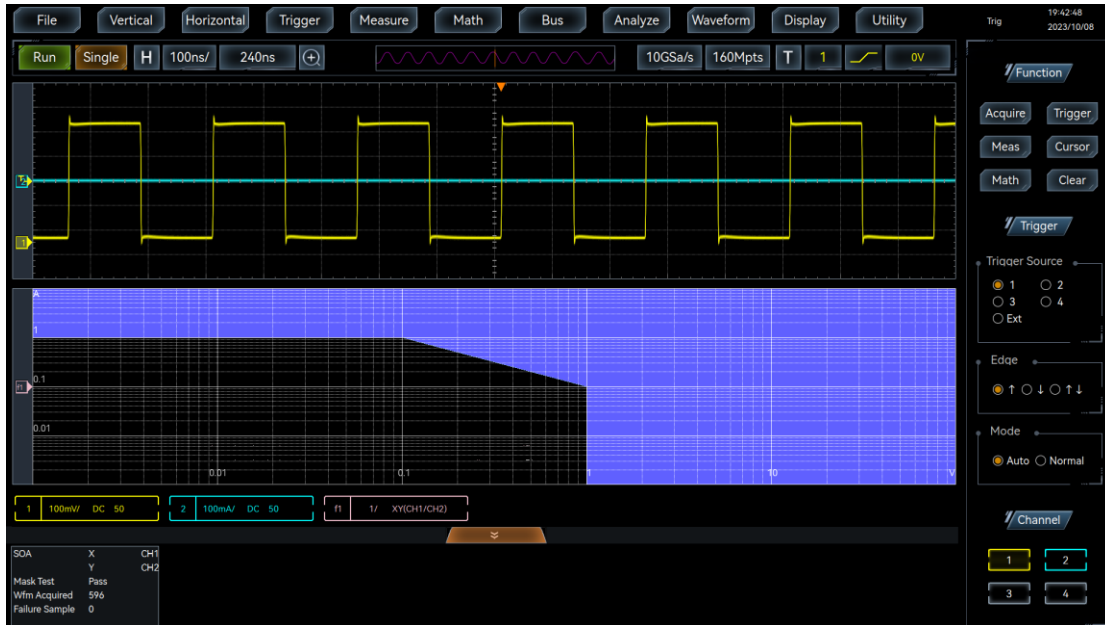 File Vertical Horizontal Trigger Measure Math Bus Analyze Waveform Display Utility Trig 19:42:48
2023/10/08
Run Single H 100ns/ 240ns 10GSa/s 160Mpts T 1 0V
Function
Acquire Trigger
Meas Cursor
Math Clear
2
1
Trigger
Trigger Source
1 2
3 4
Ext
A
1
0.1
f1
0.01
0.01 0.1 1 10 V
Edge
↑ ↓ ↑↓
Mode
Auto Normal
1 100mV/ DC 50 2 100mA/ DC 50 f1 1/ XY(CH1/CH2)
Channel
1 2
3 4
SOA X CH1
Y CH2
Mask Test Pass
Wfm Acquired 596
Failure Sample 0